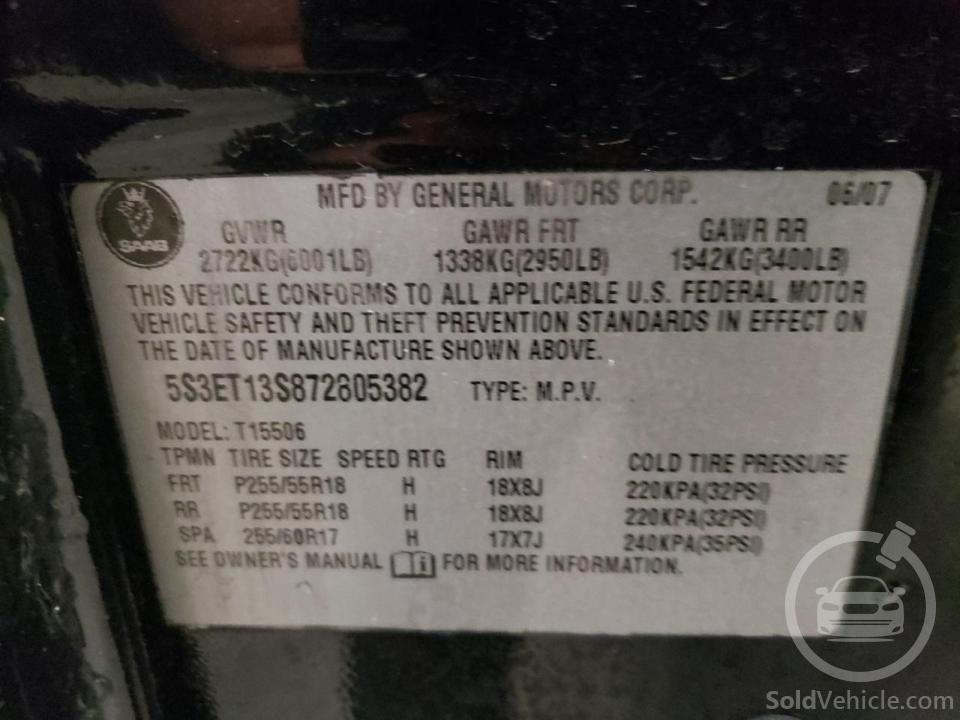 MFD BY GENERAL MOTORS CORP. 05/07
SAAB
GVWR GAWR FRT GAWR RR
2722KG(6001LB) 1338KG(2950LB) 1542KG(3400LB)
THIS VEHICLE CONFORMS TO ALL APPLICABLE U.S. FEDERAL MOTOR
VEHICLE SAFETY AND THEFT PREVENTION STANDARDS IN EFFECT ON
THE DATE OF MANUFACTURE SHOWN ABOVE.
5S3ET13S872805382 TYPE: M.P.V.
MODEL: T15506
TPMN TIRE SIZE SPEED RTG RIM COLD TIRE PRESSURE
FRT P255/55R18 H 18X8J 220KPA(32PSI)
RR P255/55R18 H 18X8J 220KPA(32PSI)
SPA 255/60R17 H 17X7J 240KPA(35PSI)
SEE OWNER'S MANUAL i FOR MORE INFORMATION.
SoldVehicle.com